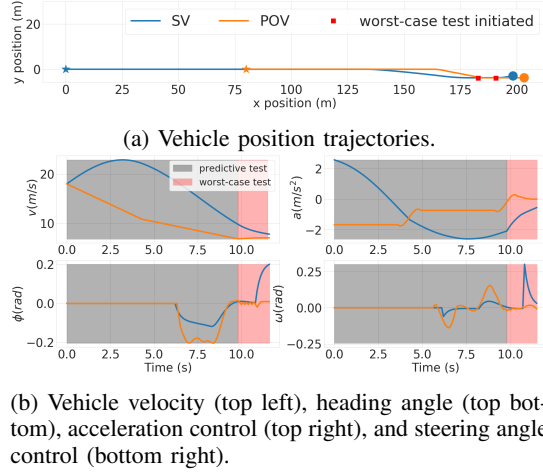 SV POV worst-case test initiated
20
0
y position (m)
0 25 50 75 100 125 150 175 200
x position (m)
(a) Vehicle position trajectories.
predictive test
worst-case test
20
10
v(m/s)
0.0 2.5 5.0 7.5 10.0
2
0
−2
a(m/s²)
0.0 2.5 5.0 7.5 10.0
0.2
0.0
−0.2
ϕ(rad)
0.0 2.5 5.0 7.5 10.0
Time (s)
0.25
0.00
−0.25
ω(rad)
0.0 2.5 5.0 7.5 10.0
Time (s)
(b) Vehicle velocity (top left), heading angle (top bot-
tom), acceleration control (top right), and steering angle
control (bottom right).